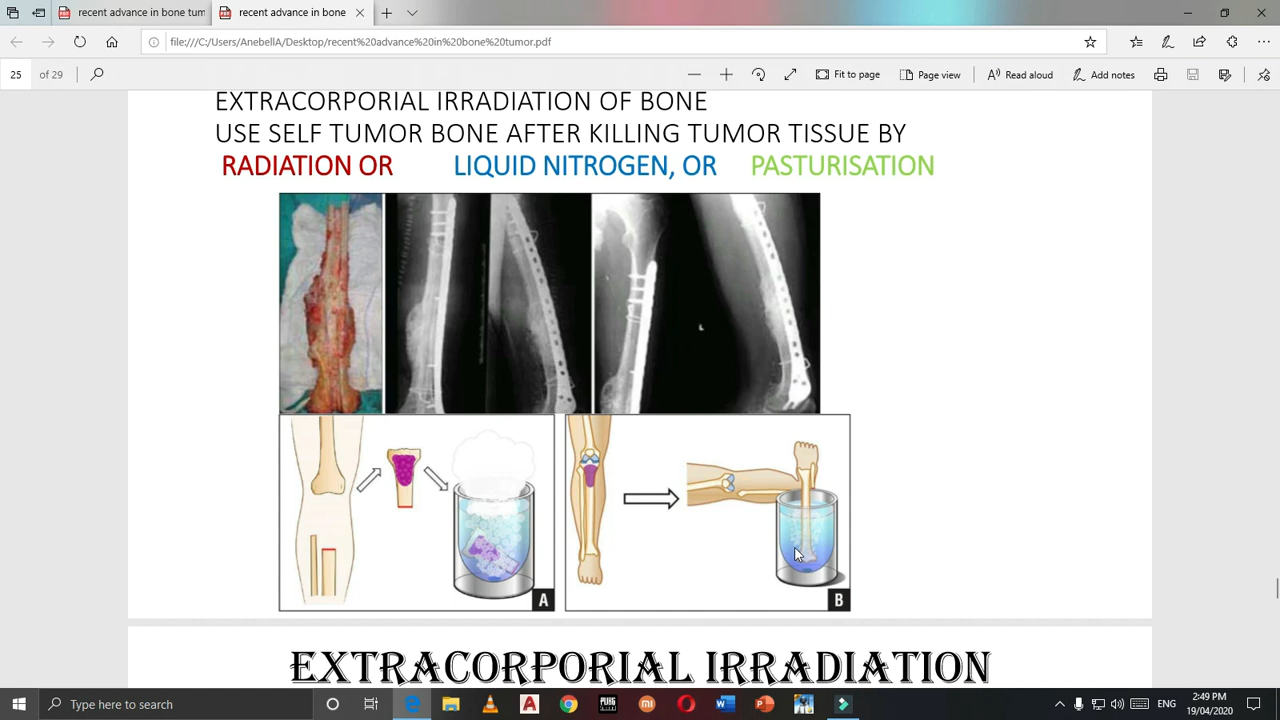 recent advance in bone tum
recent advance in bone
file:///C:/Users/AnebellA/Desktop/recent%20advance%20in%20bone%20tumor.pdf
25 of 29
Fit to page
Page view
Read aloud
Add notes
EXTRACORPORIAL IRRADIATION OF BONE
USE SELF TUMOR BONE AFTER KILLING TUMOR TISSUE BY
RADIATION OR LIQUID NITROGEN, OR PASTURISATION
A
B
EXTRACORPORIAL IRRADIATION
Type here to search
PUBG
mi
ENG
2:49 PM
19/04/2020